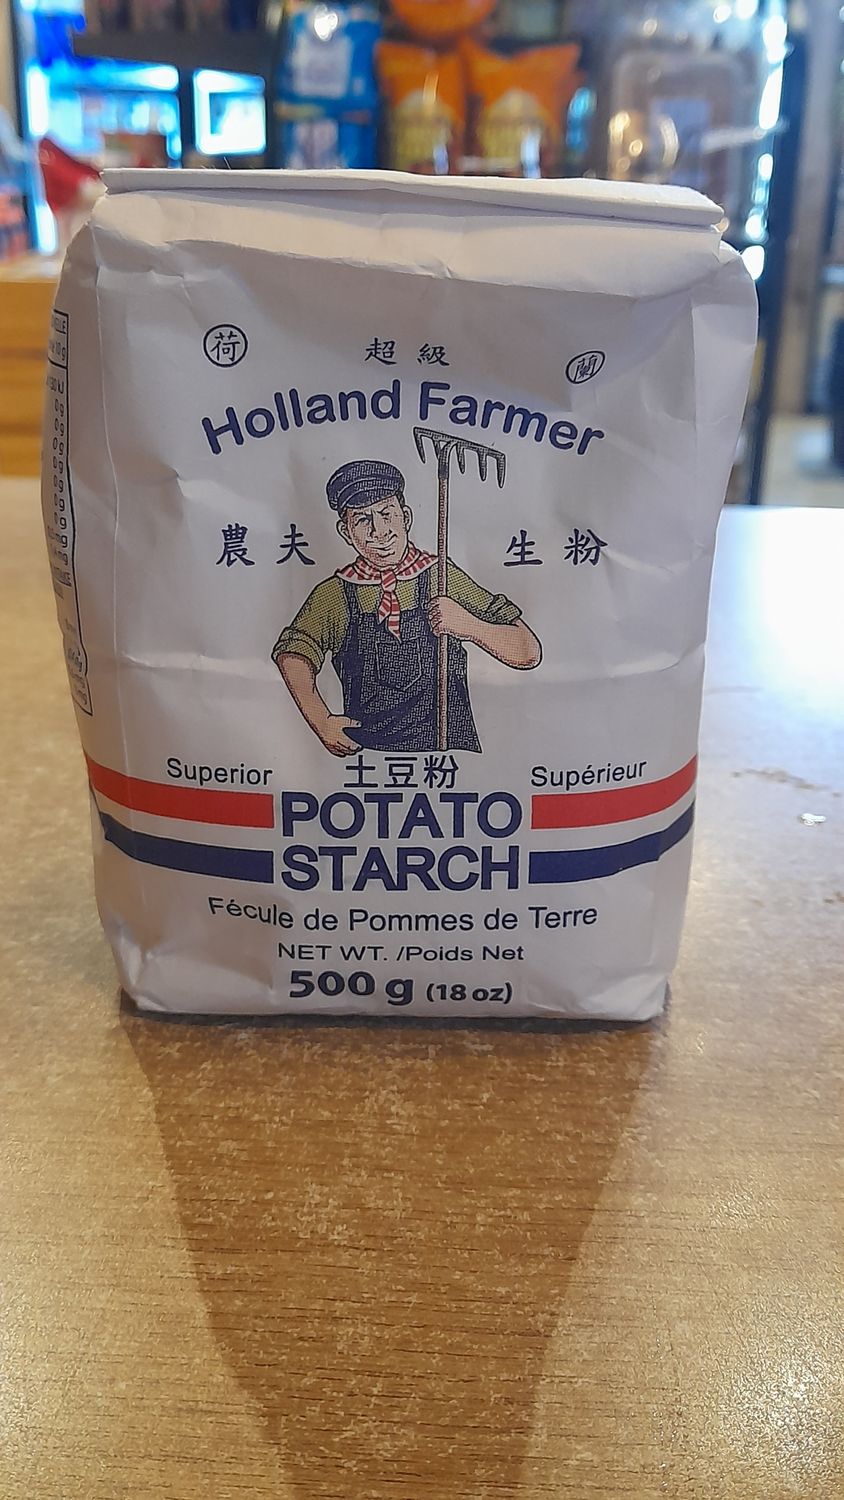 荷 超級 蘭
Holland Farmer
農夫 生粉
Superior 土豆粉 Supérieur
POTATO
STARCH
Fécule de Pommes de Terre
NET WT. /Poids Net
500 g (18 oz)